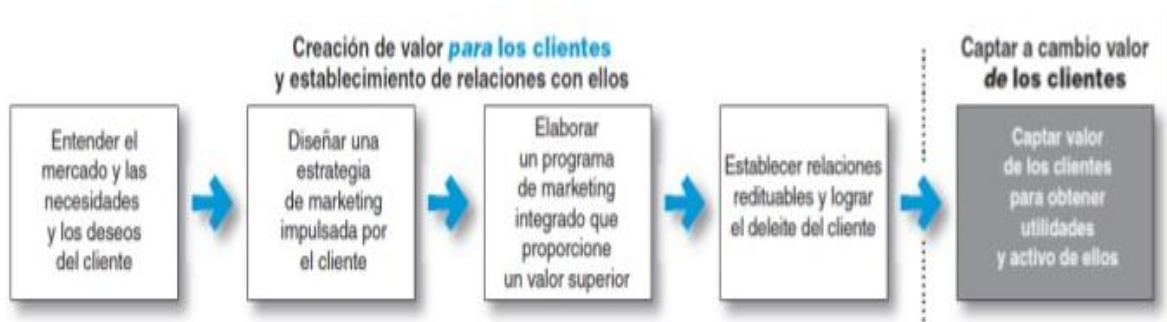 Creación de valor para los clientes
y establecimiento de relaciones con ellos
Captar a cambio valor
de los clientes
Entender el
mercado y las
necesidades
y los deseos
del cliente
Diseñar una
estrategia
de marketing
impulsada por
el cliente
Elaborar
un programa
de marketing
integrado que
proporcione
un valor superior
Establecer relaciones
redituables y lograr
el deleite del cliente
Captar valor
de los clientes
para obtener
utilidades
y activo de ellos